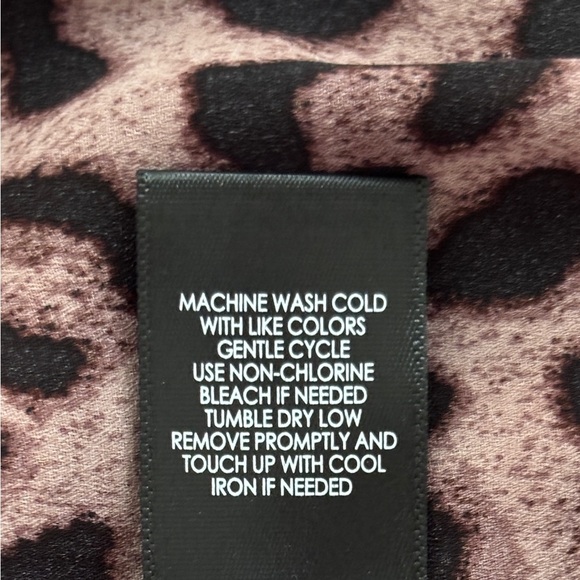 MACHINE WASH COLD
WITH LIKE COLORS
GENTLE CYCLE
USE NON-CHLORINE
BLEACH IF NEEDED
TUMBLE DRY LOW
REMOVE PROMPTLY AND
TOUCH UP WITH COOL
IRON IF NEEDED